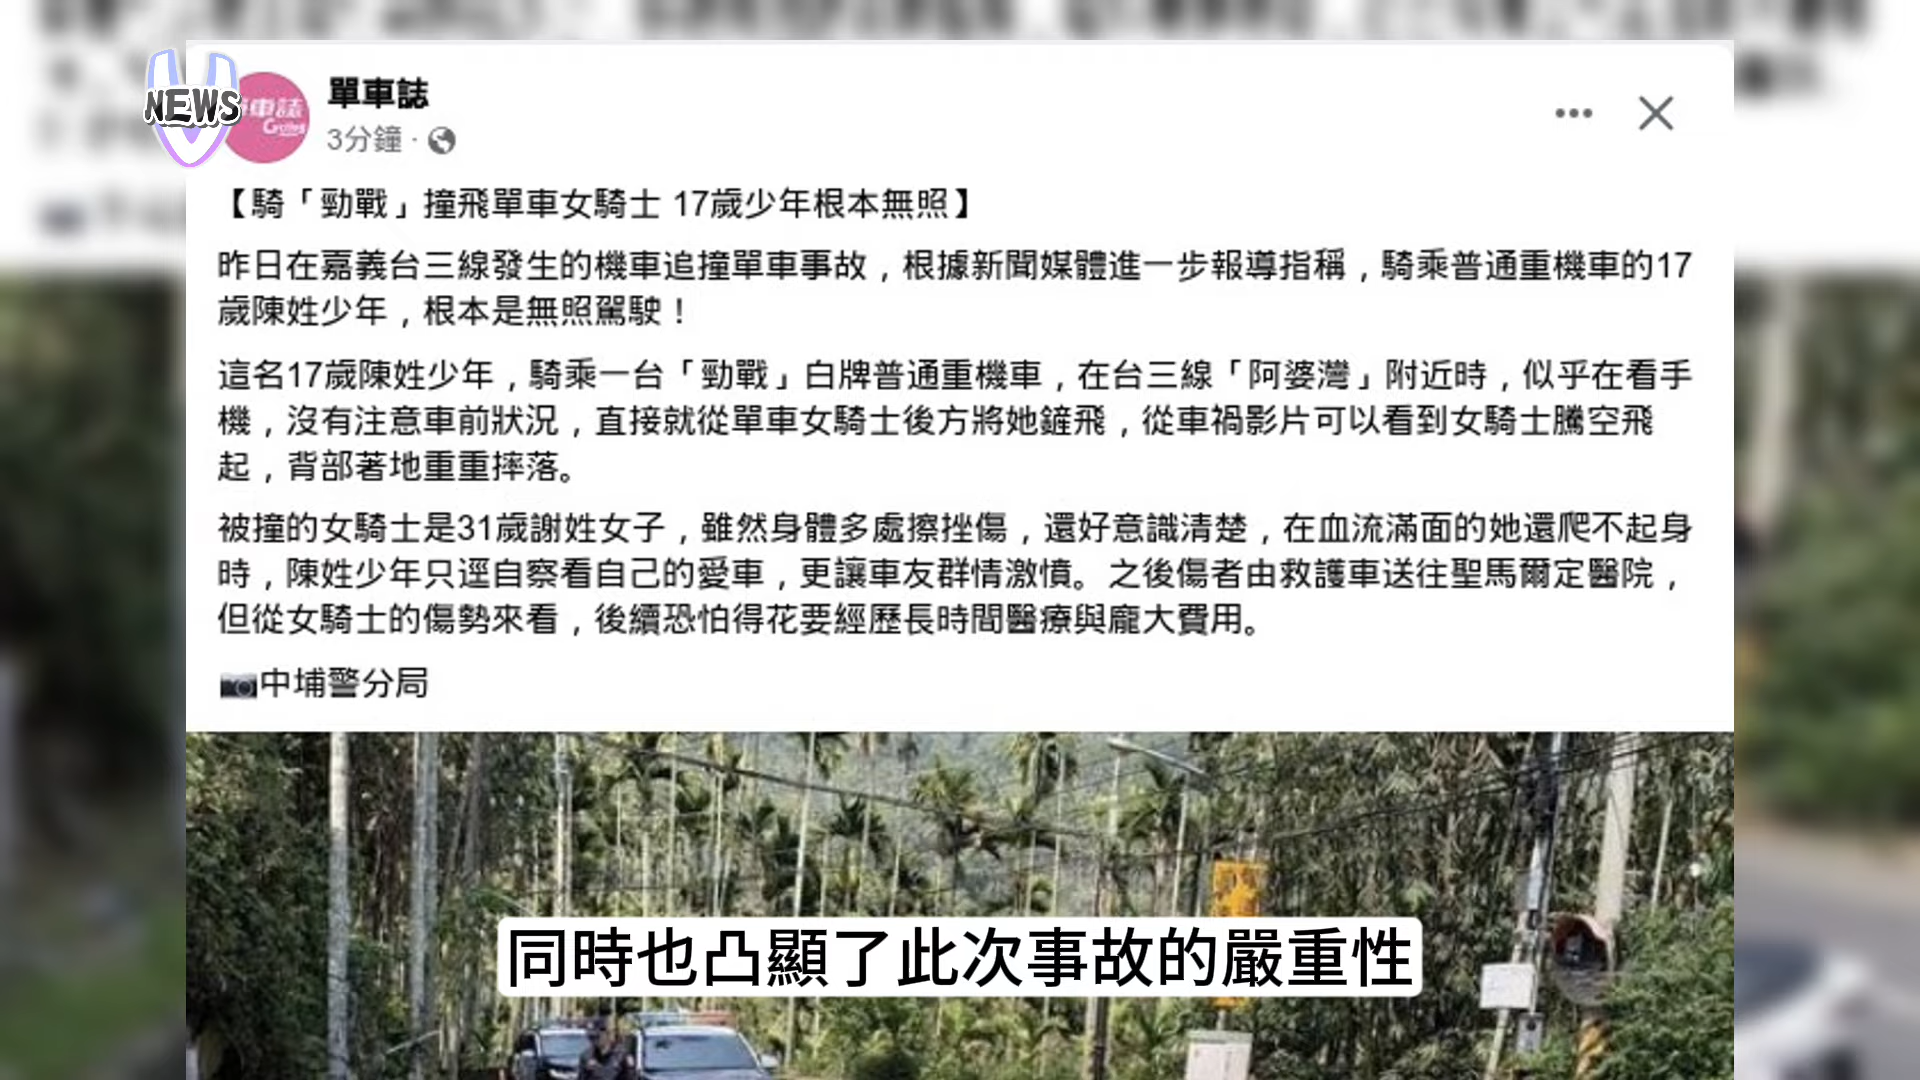 NEWS
單車誌
3分鐘 ·
【騎「勁戰」撞飛單車女騎士 17歲少年根本無照】
昨日在嘉義台三線發生的機車追撞單車事故，根據新聞媒體進一步報導指稱，騎乘普通重機車的17
歲陳姓少年，根本是無照駕駛！
這名17歲陳姓少年，騎乘一台「勁戰」白牌普通重機車，在台三線「阿婆灣」附近時，似乎在看手
機，沒有注意車前狀況，直接就從單車女騎士後方將她鏟飛，從車禍影片可以看到女騎士騰空飛
起，背部著地重重摔落。
被撞的女騎士是31歲謝姓女子，雖然身體多處擦挫傷，還好意識清楚，在血流滿面的她還爬不起身
時，陳姓少年只逕自察看自己的愛車，更讓車友群情激憤。之後傷者由救護車送往聖馬爾定醫院，
但從女騎士的傷勢來看，後續恐怕得花要經歷長時間醫療與龐大費用。
📷中埔警分局
同時也凸顯了此次事故的嚴重性